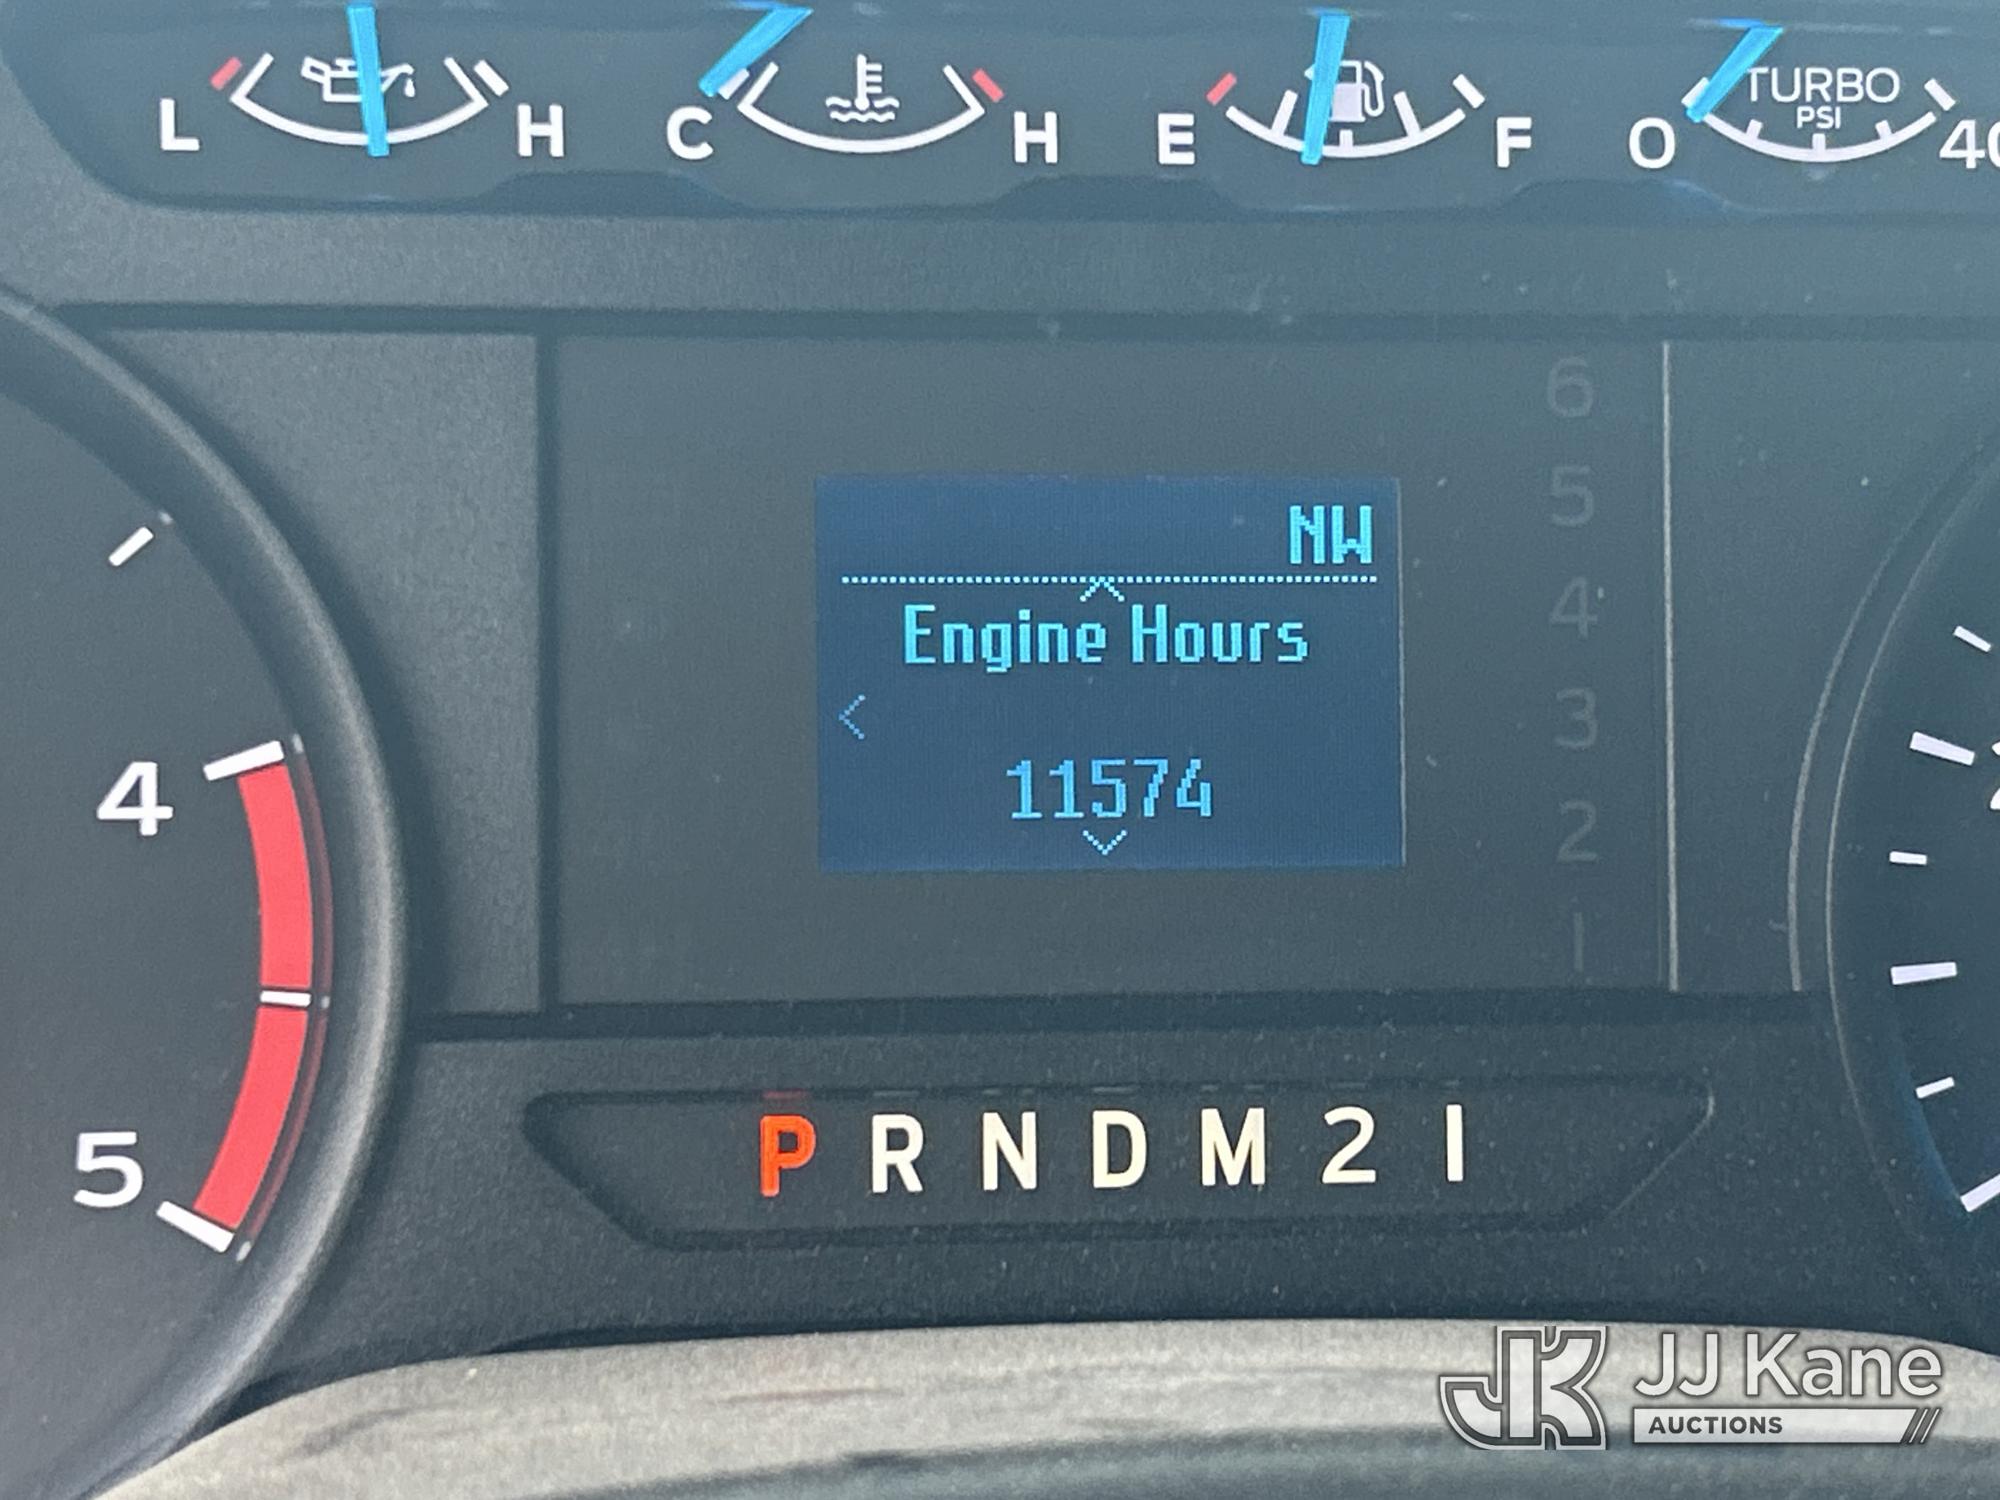 L H C H E F 0 TURBO 40
PSI
6
5
4
3
2
1
NW
Engine Hours
11574
4
5
P R N D M 2 1
JJ Kane
AUCTIONS